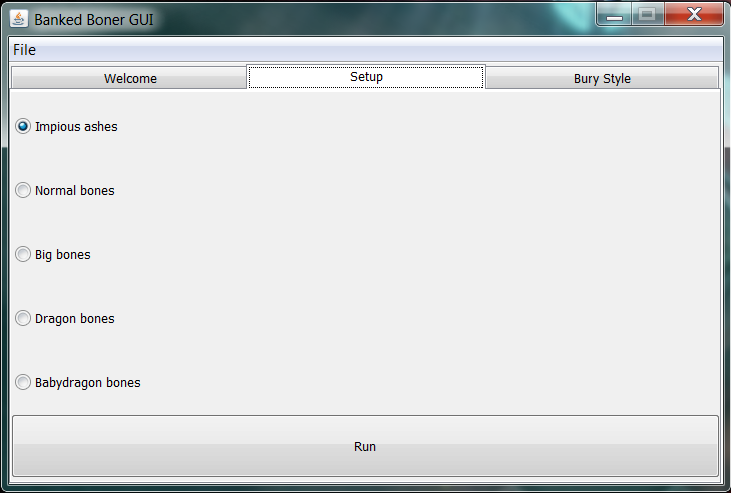 Banked Boner GUI
File
Welcome Setup Bury Style
Impious ashes
Normal bones
Big bones
Dragon bones
Babydragon bones
Run